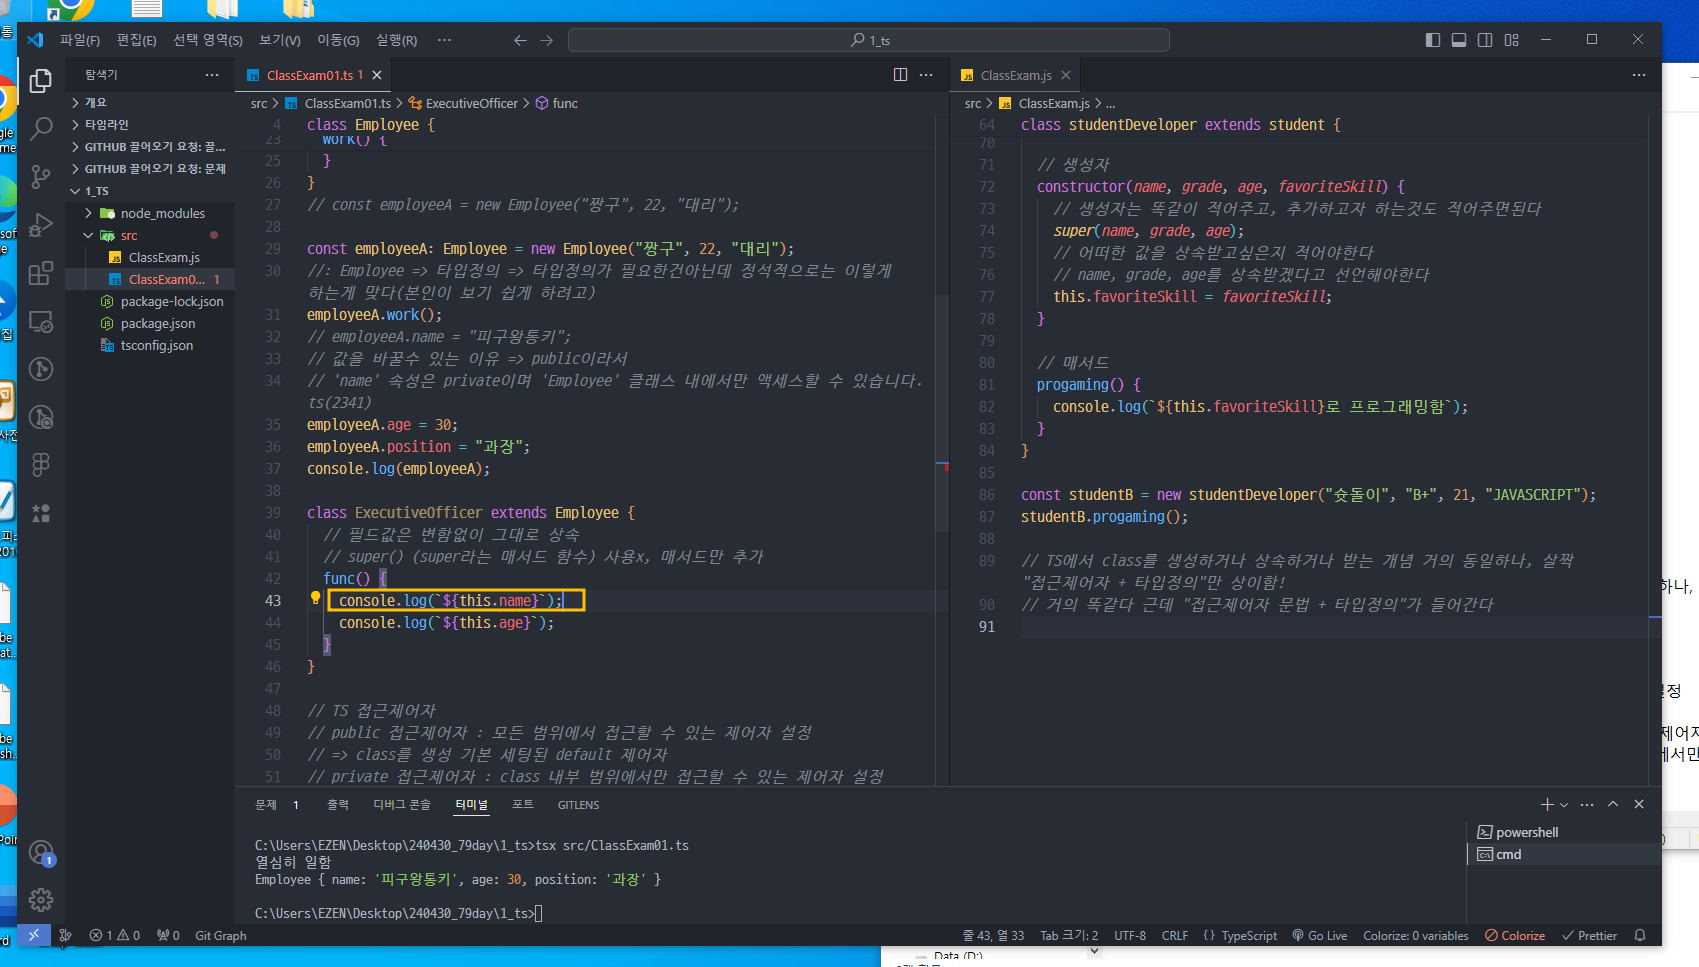 파일(F) 편집(E) 선택 영역(S) 보기(V) 이동(G) 실행(R) ··· 1_ts
탐색기
ClassExam01.ts 1
ClassExam.js
개요
타임라인
GITHUB 끌어오기 요청: 끌...
GITHUB 끌어오기 요청: 문제
1_TS
node_modules
src
ClassExam.js
ClassExam0... 1
package-lock.json
package.json
tsconfig.json
src > ClassExam01.ts > ExecutiveOfficer > func
4 class Employee {
23 work() {
25 }
26 }
27 // const employeeA = new Employee("짱구", 22, "대리");
28
29 const employeeA: Employee = new Employee("짱구", 22, "대리");
30 //: Employee => 타입정의 => 타입정의가 필요한건아닌데 정석적으로는 이렇게
하는게 맞다(본인이 보기 쉽게 하려고)
31 employeeA.work();
32 // employeeA.name = "피구왕통키";
33 // 값을 바꿀수 있는 이유 => public이라서
34 // 'name' 속성은 private이며 'Employee' 클래스 내에서만 액세스할 수 있습니다.
ts(2341)
35 employeeA.age = 30;
36 employeeA.position = "과장";
37 console.log(employeeA);
38
39 class ExecutiveOfficer extends Employee {
40 // 필드값은 변함없이 그대로 상속
41 // super() (super라는 매서드 함수) 사용x, 매서드만 추가
42 func() {
43 console.log(`${this.name}`);
44 console.log(`${this.age}`);
45 }
46 }
47
48 // TS 접근제어자
49 // public 접근제어자 : 모든 범위에서 접근할 수 있는 제어자 설정
50 // => class를 생성 기본 세팅된 default 제어자
51 // private 접근제어자 : class 내부 범위에서만 접근할 수 있는 제어자 설정
src > ClassExam.js > ...
64 class studentDeveloper extends student {
70
71 // 생성자
72 constructor(name, grade, age, favoriteSkill) {
73 // 생성자는 똑같이 적어주고, 추가하고자 하는것도 적어주면된다
74 super(name, grade, age);
75 // 어떠한 값을 상속받고싶은지 적어야한다
76 // name, grade, age를 상속받겠다고 선언해야한다
77 this.favoriteSkill = favoriteSkill;
78 }
79
80 // 매서드
81 progaming() {
82 console.log(`${this.favoriteSkill}로 프로그래밍함`);
83 }
84 }
85
86 const studentB = new studentDeveloper("슛돌이", "B+", 21, "JAVASCRIPT");
87 studentB.progaming();
88
89 // TS에서 class를 생성하거나 상속하거나 받는 개념 거의 동일하나, 살짝
"접근제어자 + 타입정의"만 상이함!
90 // 거의 똑같다 근데 "접근제어자 문법 + 타입정의"가 들어간다
91
문제 1 출력 디버그 콘솔 터미널 포트 GITLENS
C:\Users\EZEN\Desktop\240430_79day\1_ts>tsx src/ClassExam01.ts
열심히 일함
Employee { name: '피구왕통키', age: 30, position: '과장' }
C:\Users\EZEN\Desktop\240430_79day\1_ts>
powershell
cmd
1
1 0 0 Git Graph
줄 43, 열 33 Tab 크기: 2 UTF-8 CRLF {} TypeScript Go Live Colorize: 0 variables Colorize Prettier
하나,
제어자
Data (D:)